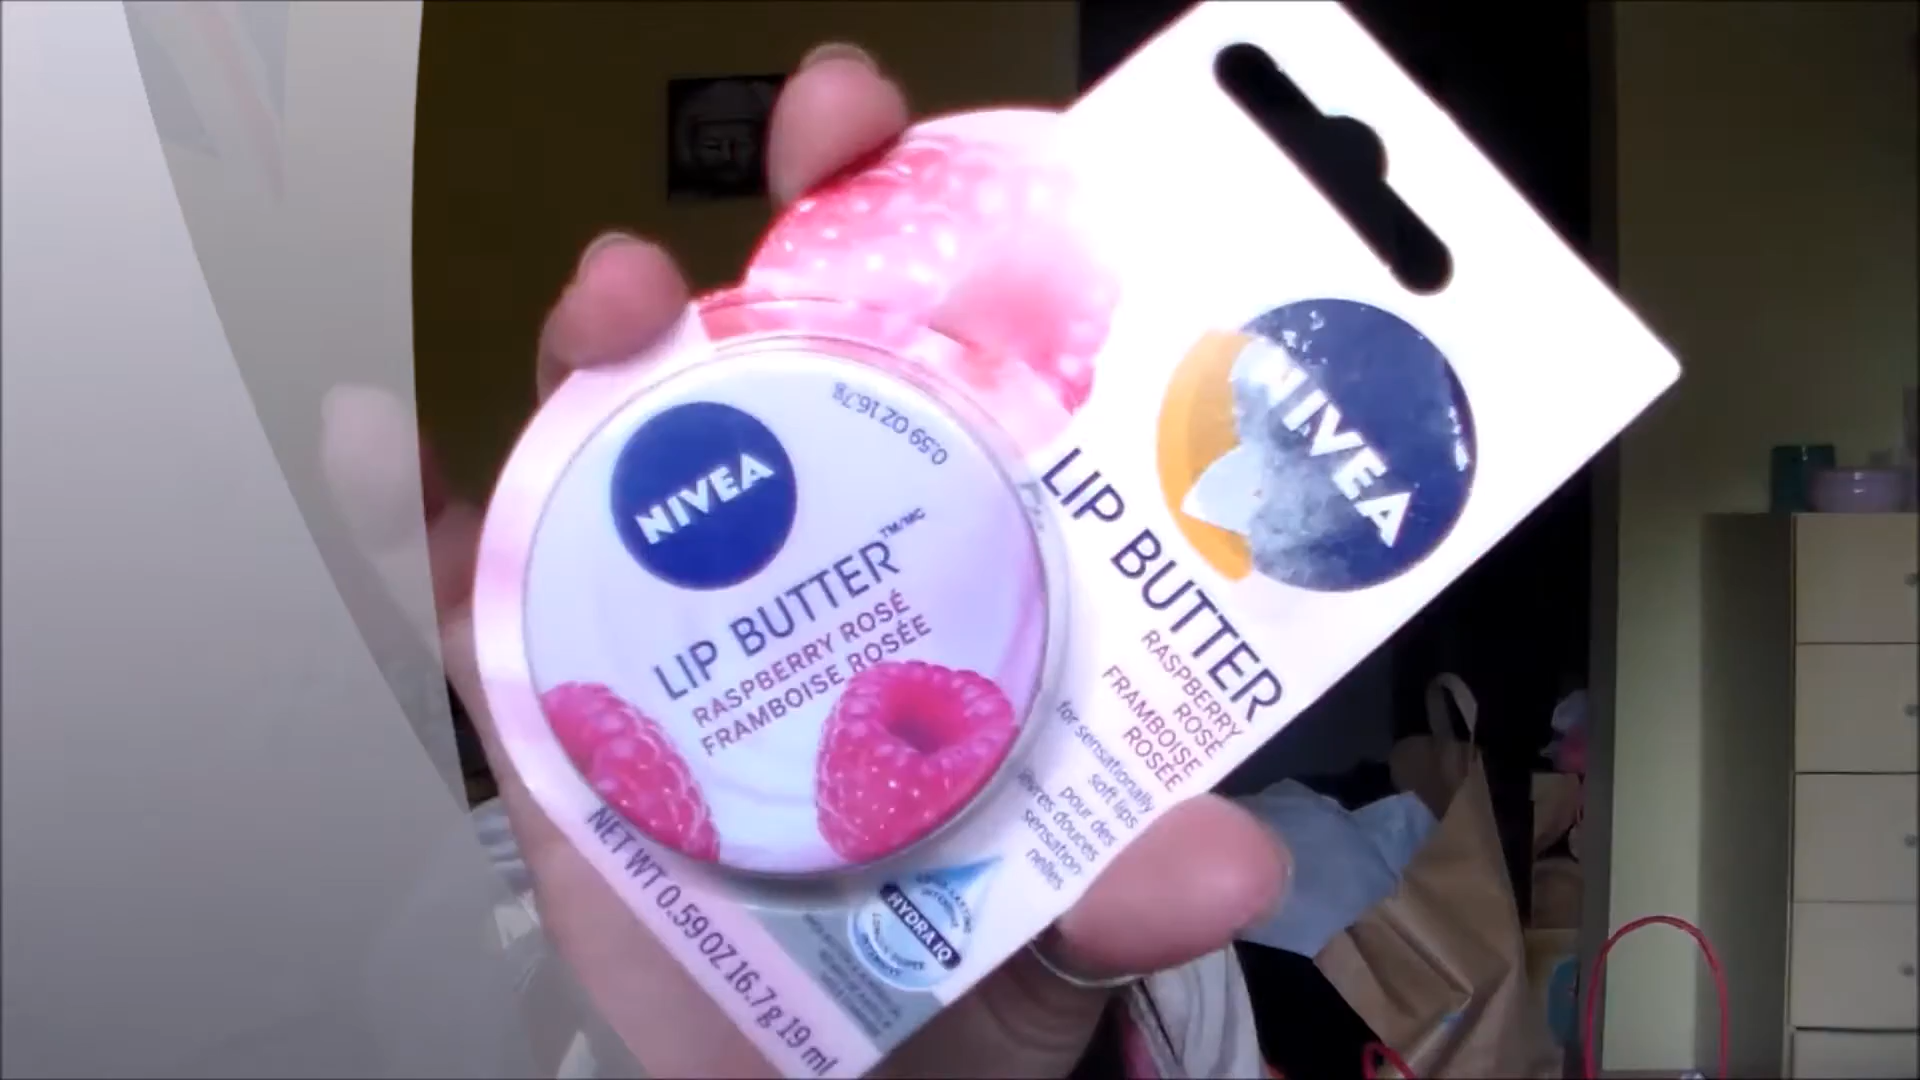 NIVEA
0.59 OZ 16.7g
LIP BUTTER™/MC
RASPBERRY ROSÉ
FRAMBOISE ROSÉE
NIVEA
LIP BUTTER
RASPBERRY
ROSÉ
FRAMBOISE
ROSÉE
for sensationally
soft lips
pour des
lèvres douces
sensation-
nelles
HYDRA IQ
NET WT 0.59 OZ 16.7g 19 ml